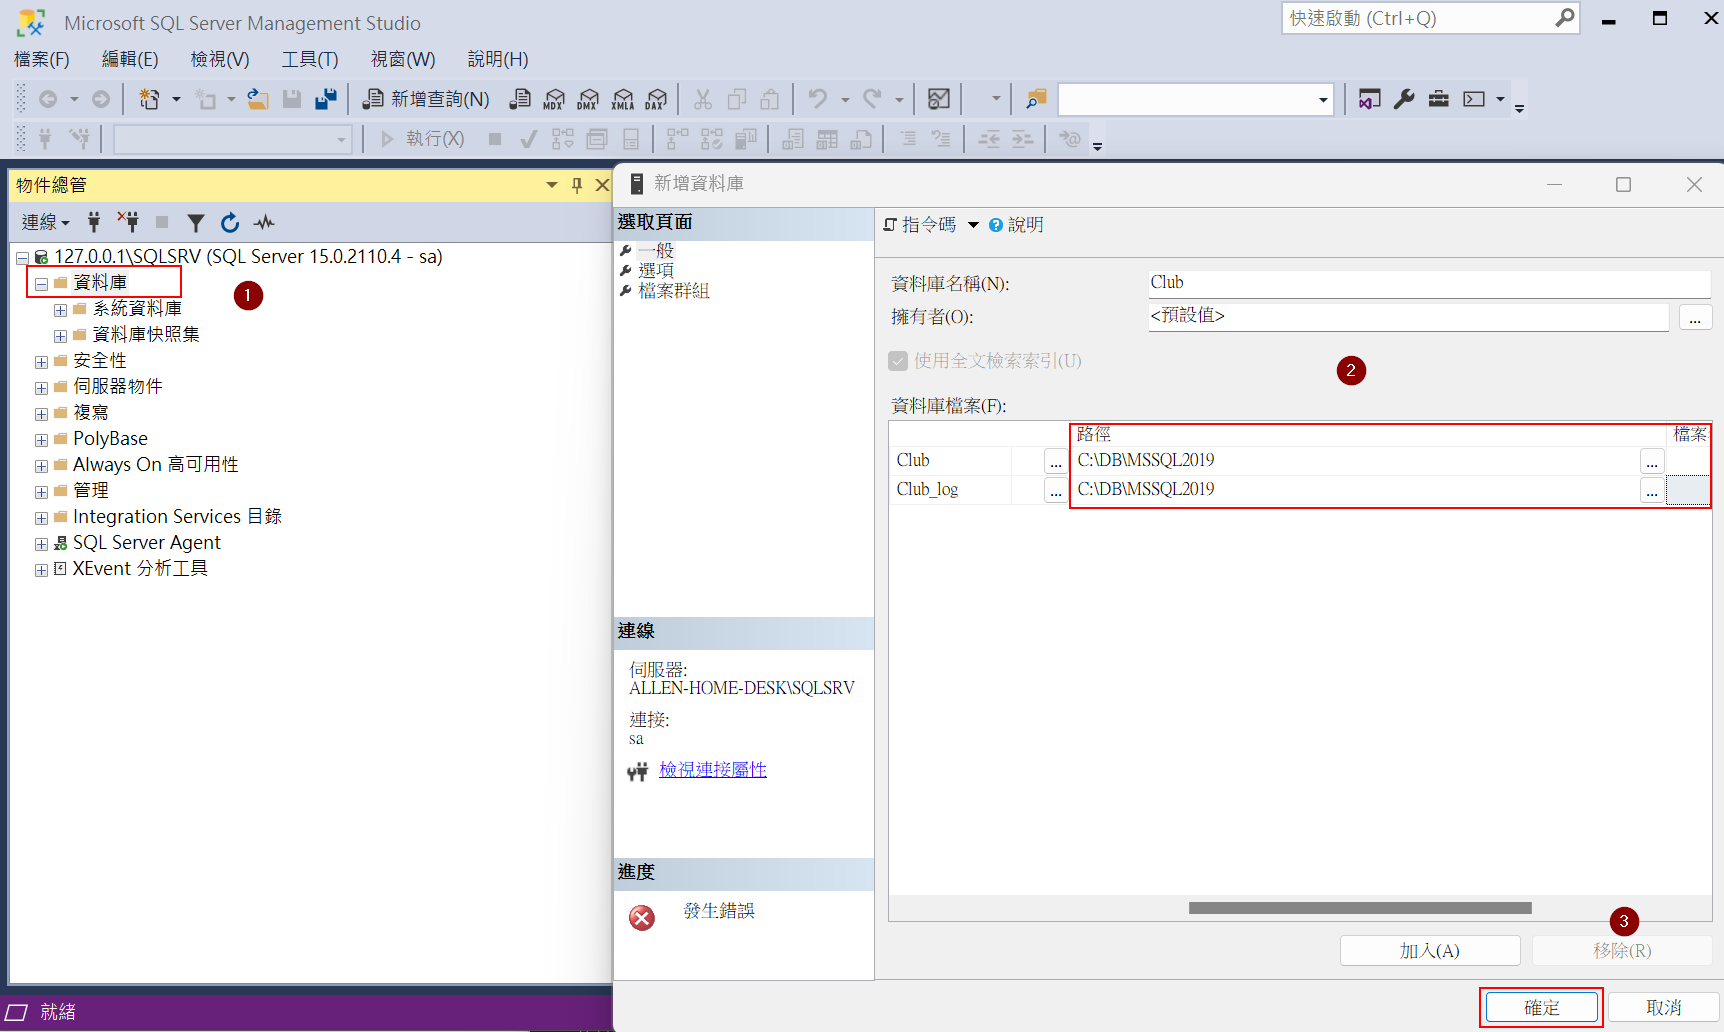 Microsoft SQL Server Management Studio
快速啟動 (Ctrl+Q)
檔案(F) 編輯(E) 檢視(V) 工具(T) 視窗(W) 說明(H)
新增查詢(N) MDX DMX XMLA DAX
執行(X)
物件總管
連線
127.0.0.1\SQLSRV (SQL Server 15.0.2110.4 - sa)
資料庫
1
系統資料庫
資料庫快照集
安全性
伺服器物件
複寫
PolyBase
Always On 高可用性
管理
Integration Services 目錄
SQL Server Agent
XEvent 分析工具
就緒
新增資料庫
選取頁面
一般
選項
檔案群組
連線
伺服器:
ALLEN-HOME-DESK\SQLSRV
連接:
sa
檢視連接屬性
進度
發生錯誤
指令碼 說明
資料庫名稱(N): Club
擁有者(O): <預設值> ...
使用全文檢索索引(U)
2
資料庫檔案(F):
路徑 檔案
Club ... C:\DB\MSSQL2019 ...
Club_log ... C:\DB\MSSQL2019 ...
3
加入(A) 移除(R)
確定 取消